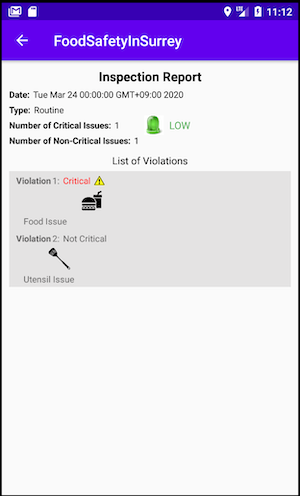 11:12
FoodSafetyInSurrey
Inspection Report
Date: Tue Mar 24 00:00:00 GMT+09:00 2020
Type: Routine
Number of Critical Issues: 1 LOW
Number of Non-Critical Issues: 1
List of Violations
Violation 1: Critical
Food Issue
Violation 2: Not Critical
Utensil Issue